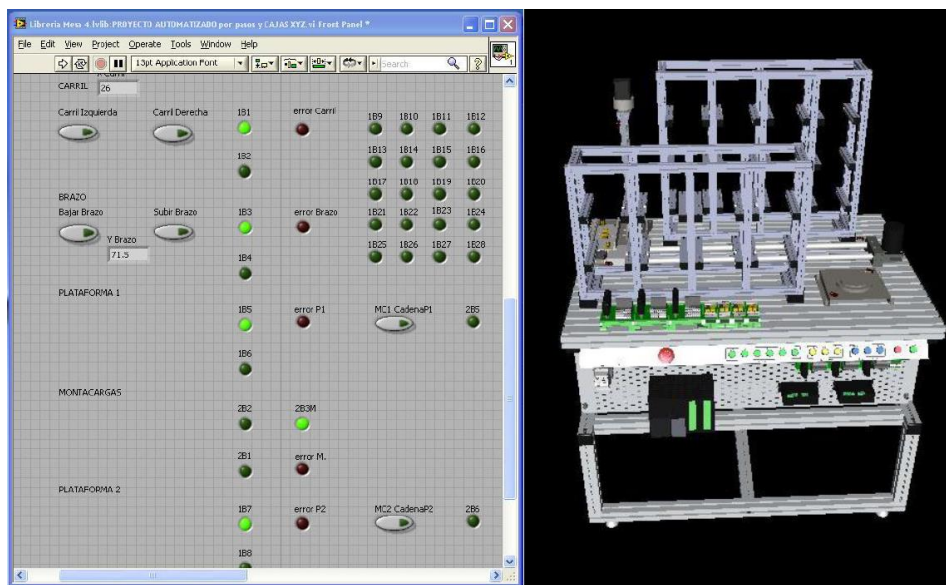 Libreria Mesa 4.lvlib:PROYECTO AUTOMATIZADO por pasos y CAJAS XYZ.vi Front Panel *
File Edit View Project Operate Tools Window Help
13pt Application Font Search
CARRIL 26
Carril Izquierda Carril Derecha 1B1 error Carril 1B9 1B10 1B11 1B12
1B2 1B13 1B14 1B15 1B16
BRAZO 1B17 1B18 1B19 1B20
Bajar Brazo Subir Brazo 1B3 error Brazo 1B21 1B22 1B23 1B24
Y Brazo
71.5
1B4 1B25 1B26 1B27 1B28
PLATAFORMA 1
1B5 error P1 MC1 CadenaP1 2B5
1B6
MONTACARGAS
2B2 2B3M
2B1 error M.
PLATAFORMA 2
1B7 error P2 MC2 CadenaP2 2B6
1B8